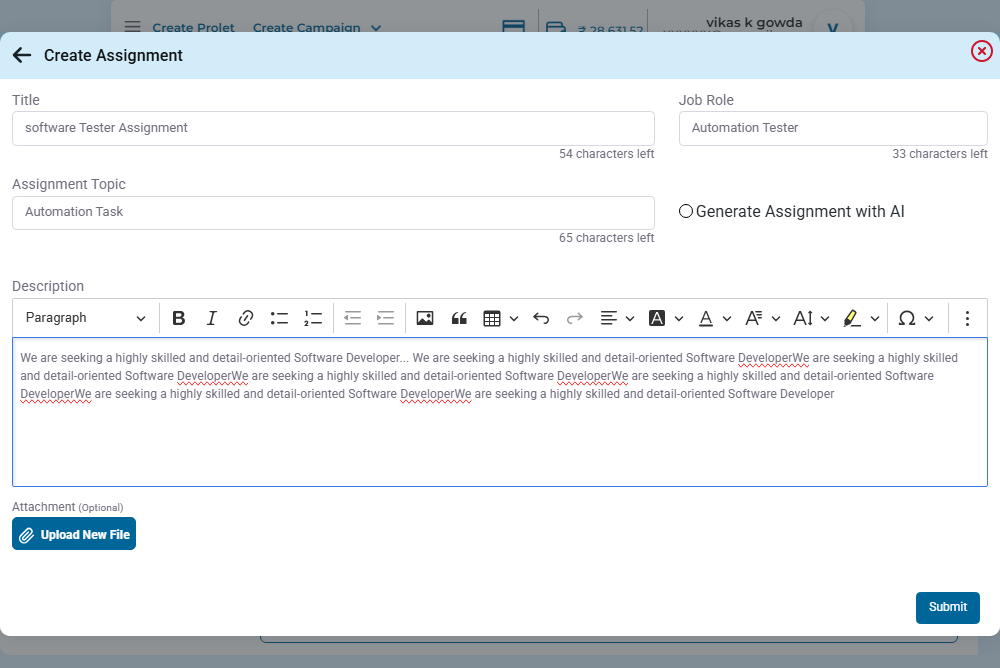 Create Prolet Create Campaign ₹ 28,631.52 vikas k gowda
V
Create Assignment
Title Job Role
software Tester Assignment Automation Tester
54 characters left 33 characters left
Assignment Topic
Automation Task Generate Assignment with AI
65 characters left
Description
Paragraph
We are seeking a highly skilled and detail-oriented Software Developer... We are seeking a highly skilled and detail-oriented Software DeveloperWe are seeking a highly skilled
and detail-oriented Software DeveloperWe are seeking a highly skilled and detail-oriented Software DeveloperWe are seeking a highly skilled and detail-oriented Software
DeveloperWe are seeking a highly skilled and detail-oriented Software DeveloperWe are seeking a highly skilled and detail-oriented Software Developer
Attachment (Optional)
Upload New File
Submit